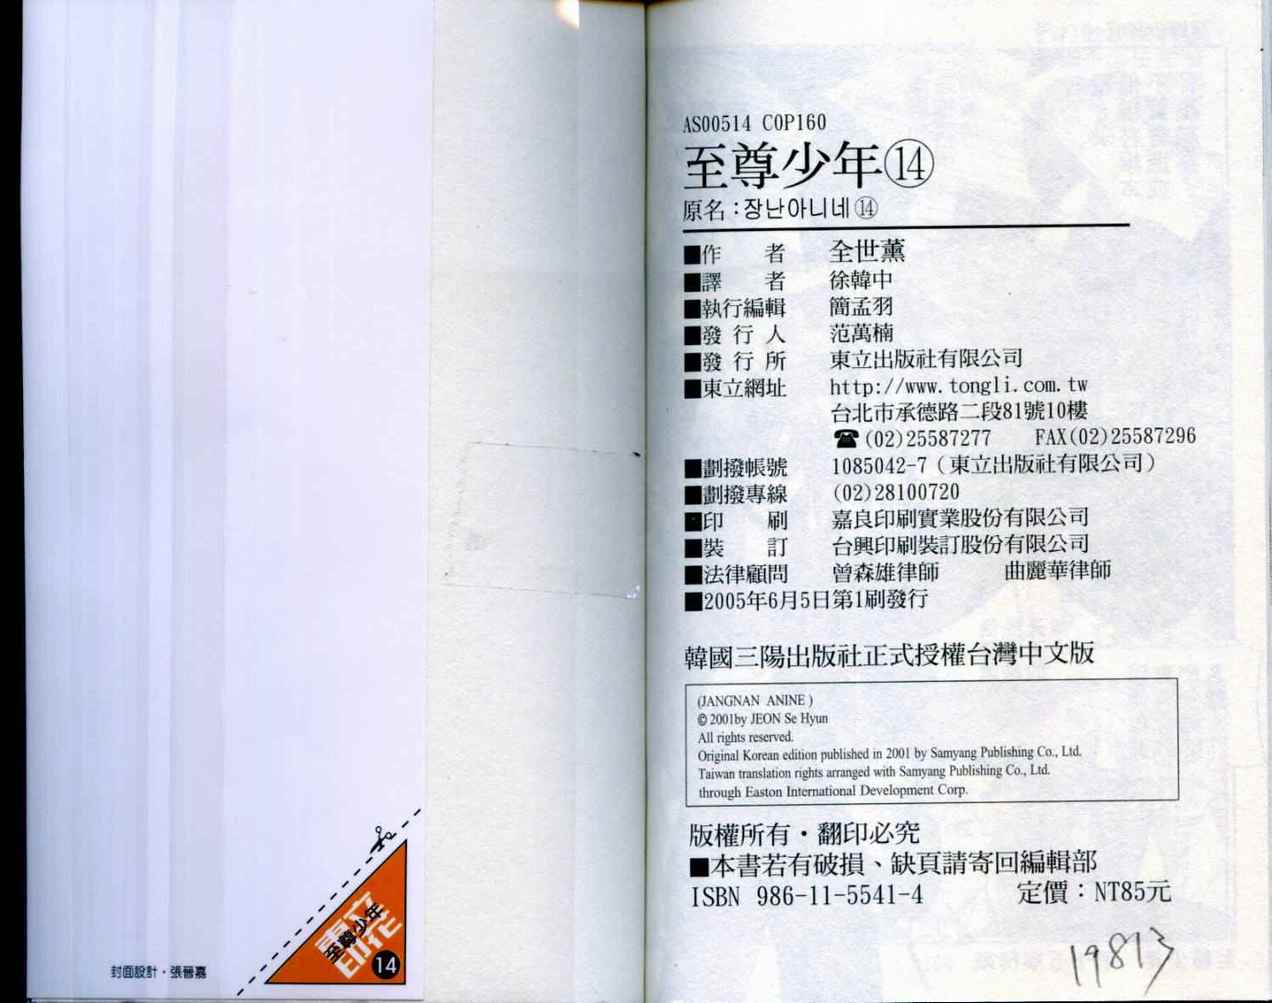 封面設計・張晉嘉
東立
印花
至尊少年
14
AS00514 COP160
至尊少年⑭
原名:장난아니네⑭
■作　者　全世薰
■譯　者　徐韓中
■執行編輯　簡孟羽
■發 行 人　范萬楠
■發 行 所　東立出版社有限公司
■東立網址　http://www.tongli.com.tw
台北市承德路二段81號10樓
☎(02)25587277　FAX(02)25587296
■劃撥帳號　1085042-7（東立出版社有限公司）
■劃撥專線　(02)28100720
■印　刷　嘉良印刷實業股份有限公司
■裝　訂　台興印刷裝訂股份有限公司
■法律顧問　曾森雄律師　曲麗華律師
■2005年6月5日第1刷發行
韓國三陽出版社正式授權台灣中文版
(JANGNAN ANINE)
© 2001by JEON Se Hyun
All rights reserved.
Original Korean edition published in 2001 by Samyang Publishing Co., Ltd.
Taiwan translation rights arranged with Samyang Publishing Co., Ltd.
through Easton International Development Corp.
版權所有・翻印必究
■本書若有破損、缺頁請寄回編輯部
ISBN 986-11-5541-4　定價：NT85元
19813